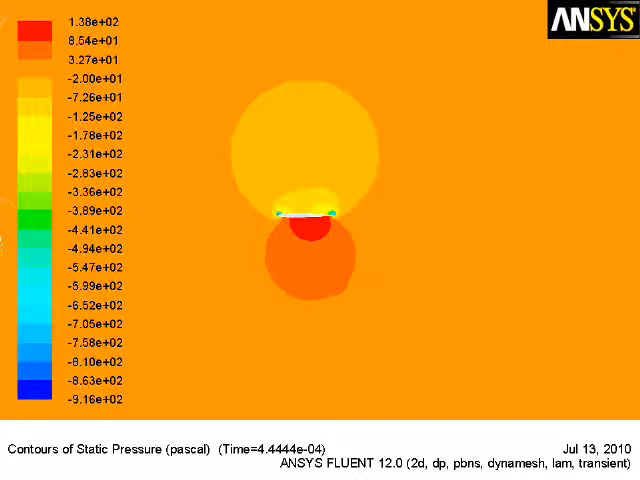 ANSYS
1.38e+02
8.54e+01
3.27e+01
-2.00e+01
-7.26e+01
-1.25e+02
-1.78e+02
-2.31e+02
-2.83e+02
-3.36e+02
-3.89e+02
-4.41e+02
-4.94e+02
-5.47e+02
-5.99e+02
-6.52e+02
-7.05e+02
-7.58e+02
-8.10e+02
-8.63e+02
-9.16e+02
Contours of Static Pressure (pascal) (Time=4.4444e-04)
Jul 13, 2010
ANSYS FLUENT 12.0 (2d, dp, pbns, dynamesh, lam, transient)